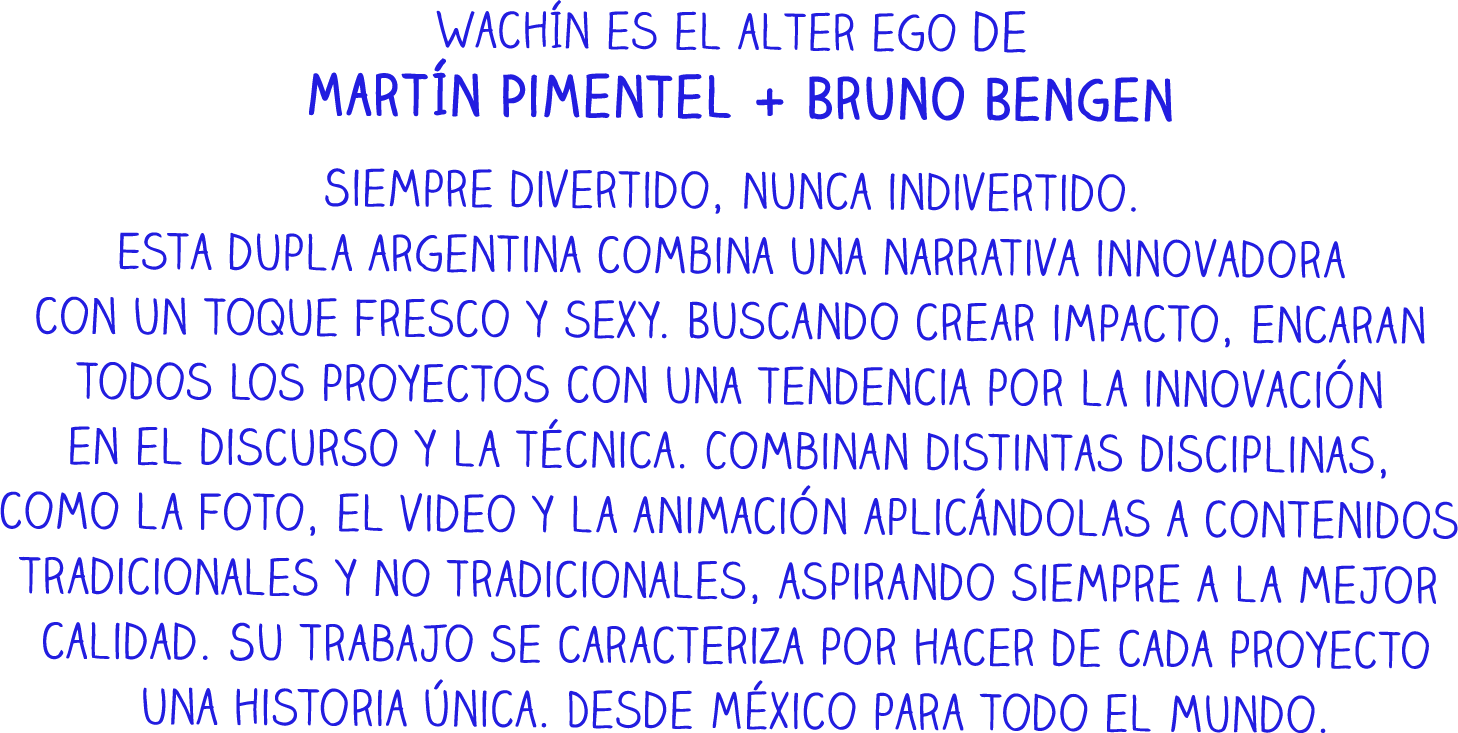 WACHÍN ES EL ALTER EGO DE
MARTÍN PIMENTEL + BRUNO BENGEN
SIEMPRE DIVERTIDO, NUNCA INDIVERTIDO.
ESTA DUPLA ARGENTINA COMBINA UNA NARRATIVA INNOVADORA
CON UN TOQUE FRESCO Y SEXY. BUSCANDO CREAR IMPACTO, ENCARAN
TODOS LOS PROYECTOS CON UNA TENDENCIA POR LA INNOVACIÓN
EN EL DISCURSO Y LA TÉCNICA. COMBINAN DISTINTAS DISCIPLINAS,
COMO LA FOTO, EL VIDEO Y LA ANIMACIÓN APLICÁNDOLAS A CONTENIDOS
TRADICIONALES Y NO TRADICIONALES, ASPIRANDO SIEMPRE A LA MEJOR
CALIDAD. SU TRABAJO SE CARACTERIZA POR HACER DE CADA PROYECTO
UNA HISTORIA ÚNICA. DESDE MÉXICO PARA TODO EL MUNDO.